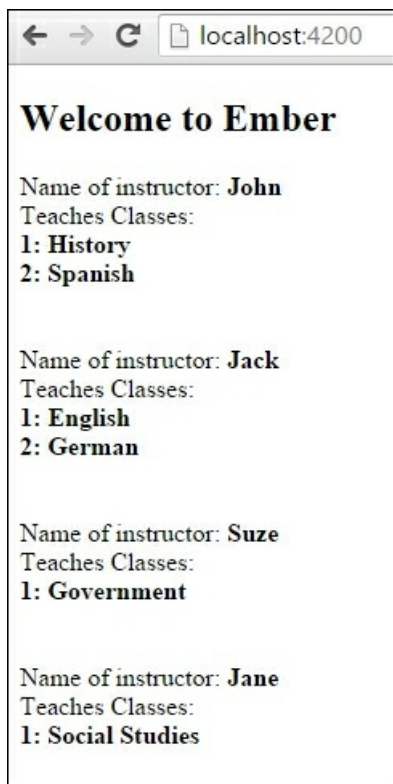 localhost:4200
Welcome to Ember
Name of instructor: John
Teaches Classes:
1: History
2: Spanish
Name of instructor: Jack
Teaches Classes:
1: English
2: German
Name of instructor: Suze
Teaches Classes:
1: Government
Name of instructor: Jane
Teaches Classes:
1: Social Studies